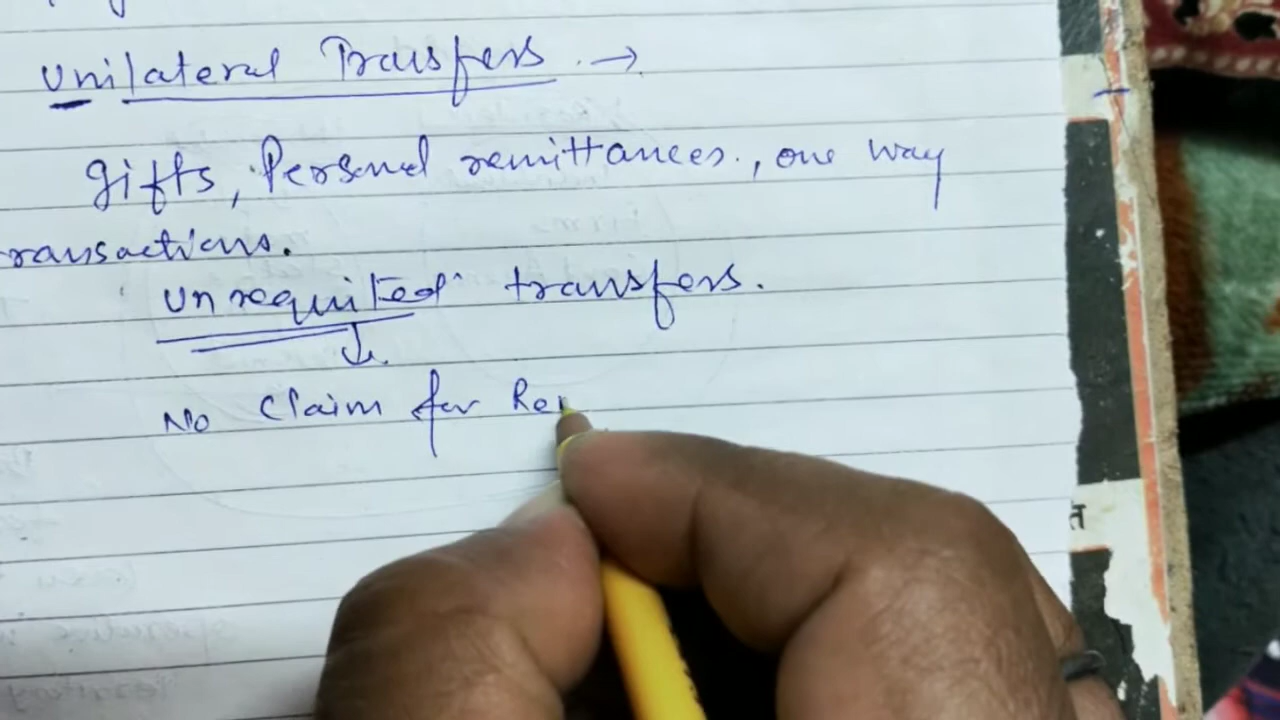 Unilateral Transfers . →
Gifts, Personal remittances., one way
ransactions.
Unrequited transfers.
↓
No Claim for Re
त